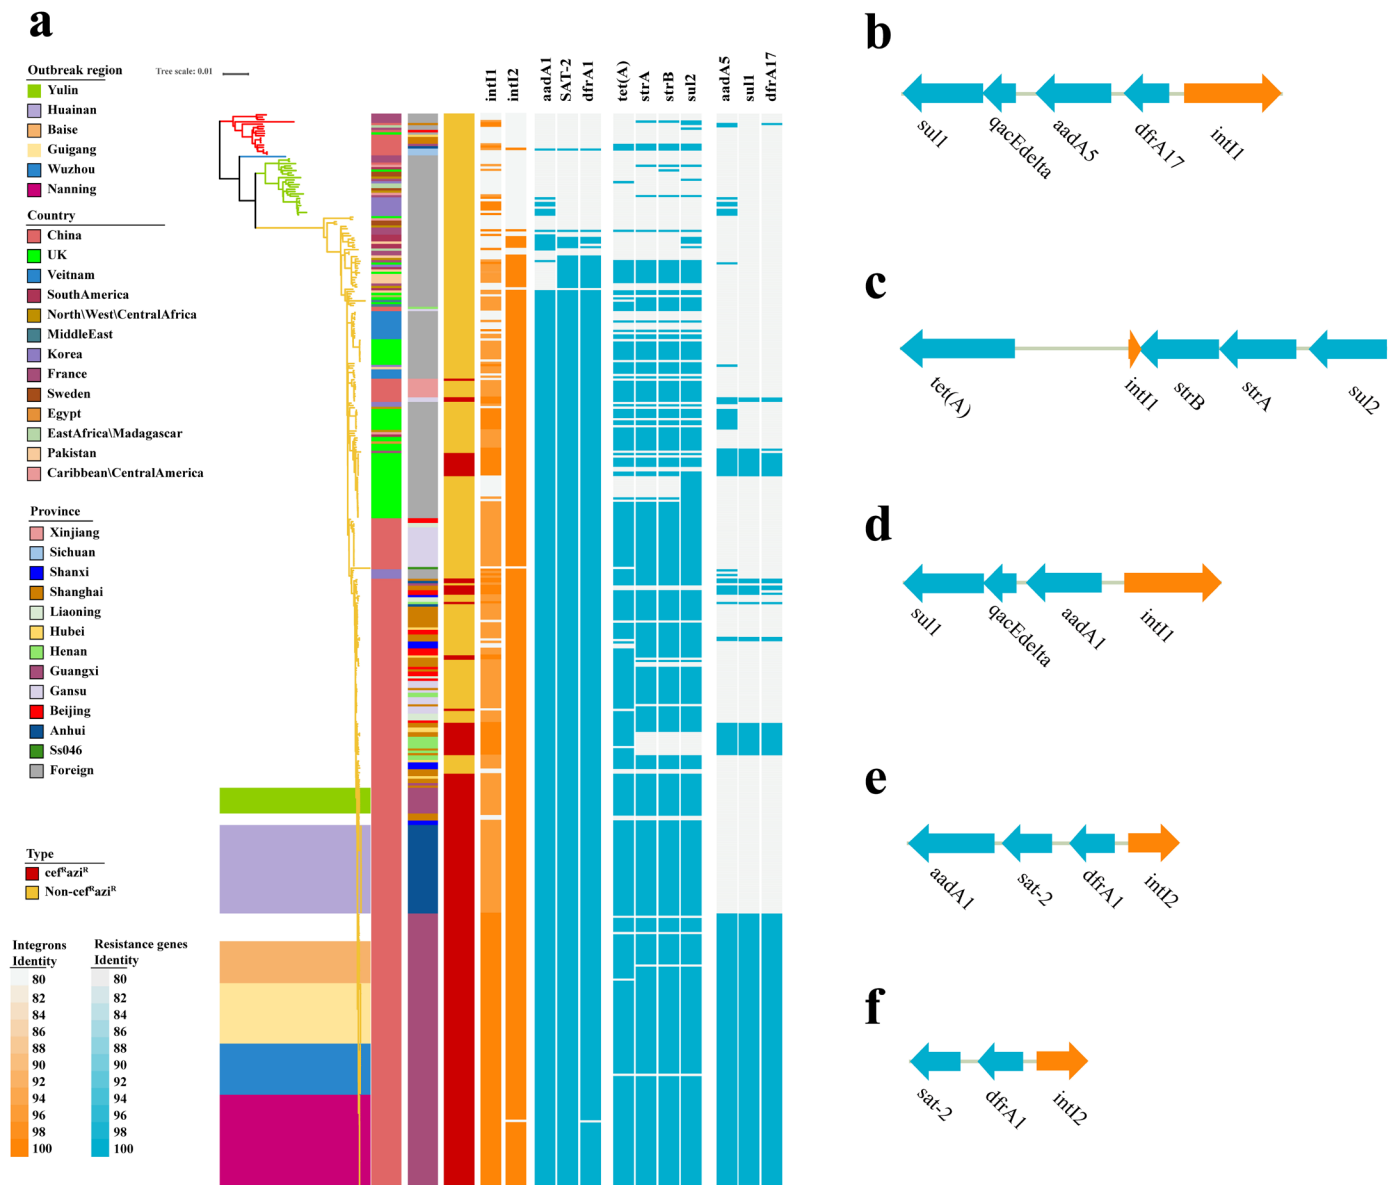 a
Outbreak region
Yulin
Huainan
Baise
Guigang
Wuzhou
Nanning
Country
China
UK
Veitnam
SouthAmerica
North\West\CentralAfrica
MiddleEast
Korea
France
Sweden
Egypt
EastAfrica\Madagascar
Pakistan
Caribbean\CentralAmerica
Province
Xinjiang
Sichuan
Shanxi
Shanghai
Liaoning
Hubei
Henan
Guangxi
Gansu
Beijing
Anhui
Ss046
Foreign
Type
cefᴿaziᴿ
Non-cefᴿaziᴿ
Integrons
Identity
80
82
84
86
88
90
92
94
96
98
100
Resistance genes
Identity
80
82
84
86
88
90
92
94
96
98
100
Tree scale: 0.01
intI1
intI2
aadA1
SAT-2
dfrA1
tet(A)
strA
strB
sul2
aadA5
sul1
dfrA17
b
sul1
qacEdelta
aadA5
dfrA17
intI1
c
tet(A)
intI1
strB
strA
sul2
d
sul1
qacEdelta
aadA1
intI1
e
aadA1
sat-2
dfrA1
intI2
f
sat-2
dfrA1
intI2